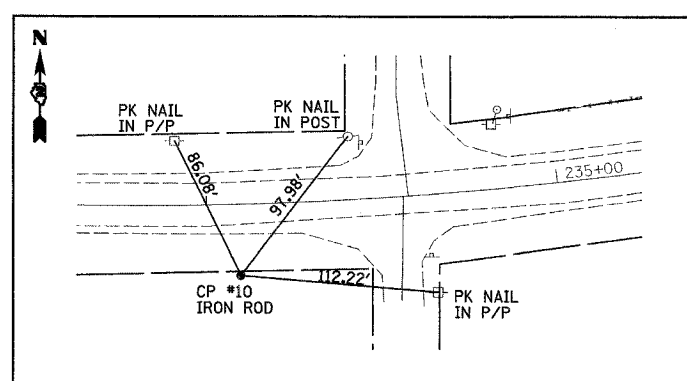 N
PK NAIL
IN P/P
PK NAIL
IN POST
86.08'
97.98'
235+00
112.22'
CP #10
IRON ROD
PK NAIL
IN P/P